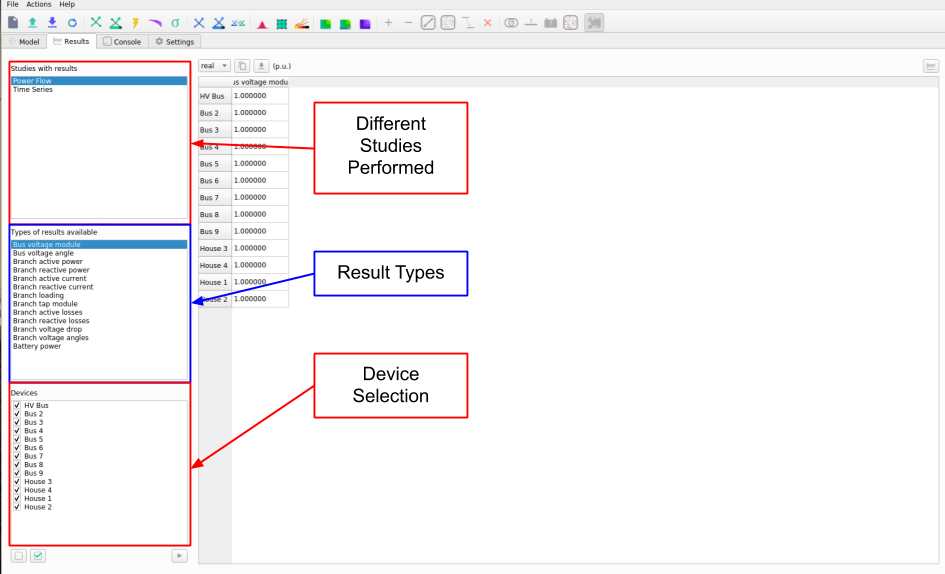 File Actions Help
Model Results Console Settings
Studies with results
Power Flow
Time Series
Types of results available
Bus voltage module
Bus voltage angle
Branch active power
Branch reactive power
Branch active current
Branch reactive current
Branch loading
Branch tap module
Branch active losses
Branch reactive losses
Branch voltage drop
Branch voltage angles
Battery power
Devices
HV Bus
Bus 2
Bus 3
Bus 4
Bus 5
Bus 6
Bus 7
Bus 8
Bus 9
House 3
House 4
House 1
House 2
real (p.u.)
us voltage modu
HV Bus 1.000000
Bus 2 1.000000
Bus 3 1.000000
Bus 4 1.000000
Bus 5 1.000000
Bus 6 1.000000
Bus 7 1.000000
Bus 8 1.000000
Bus 9 1.000000
House 3 1.000000
House 4 1.000000
House 1 1.000000
House 2 1.000000
Different
Studies
Performed
Result Types
Device
Selection